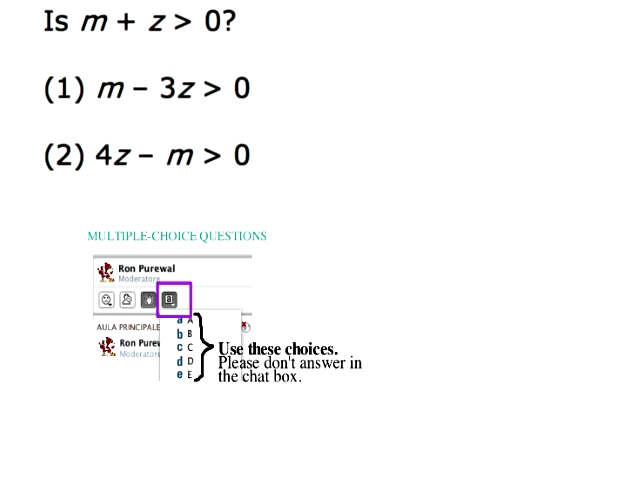 Is m + z > 0?
(1) m – 3z > 0
(2) 4z – m > 0
MULTIPLE-CHOICE QUESTIONS
Ron Purewal
Moderator
AULA PRINCIPALE
a A
b B
Ron Purew
c C
Use these choices.
Moderator
d D
Please don't answer in
e E
the chat box.